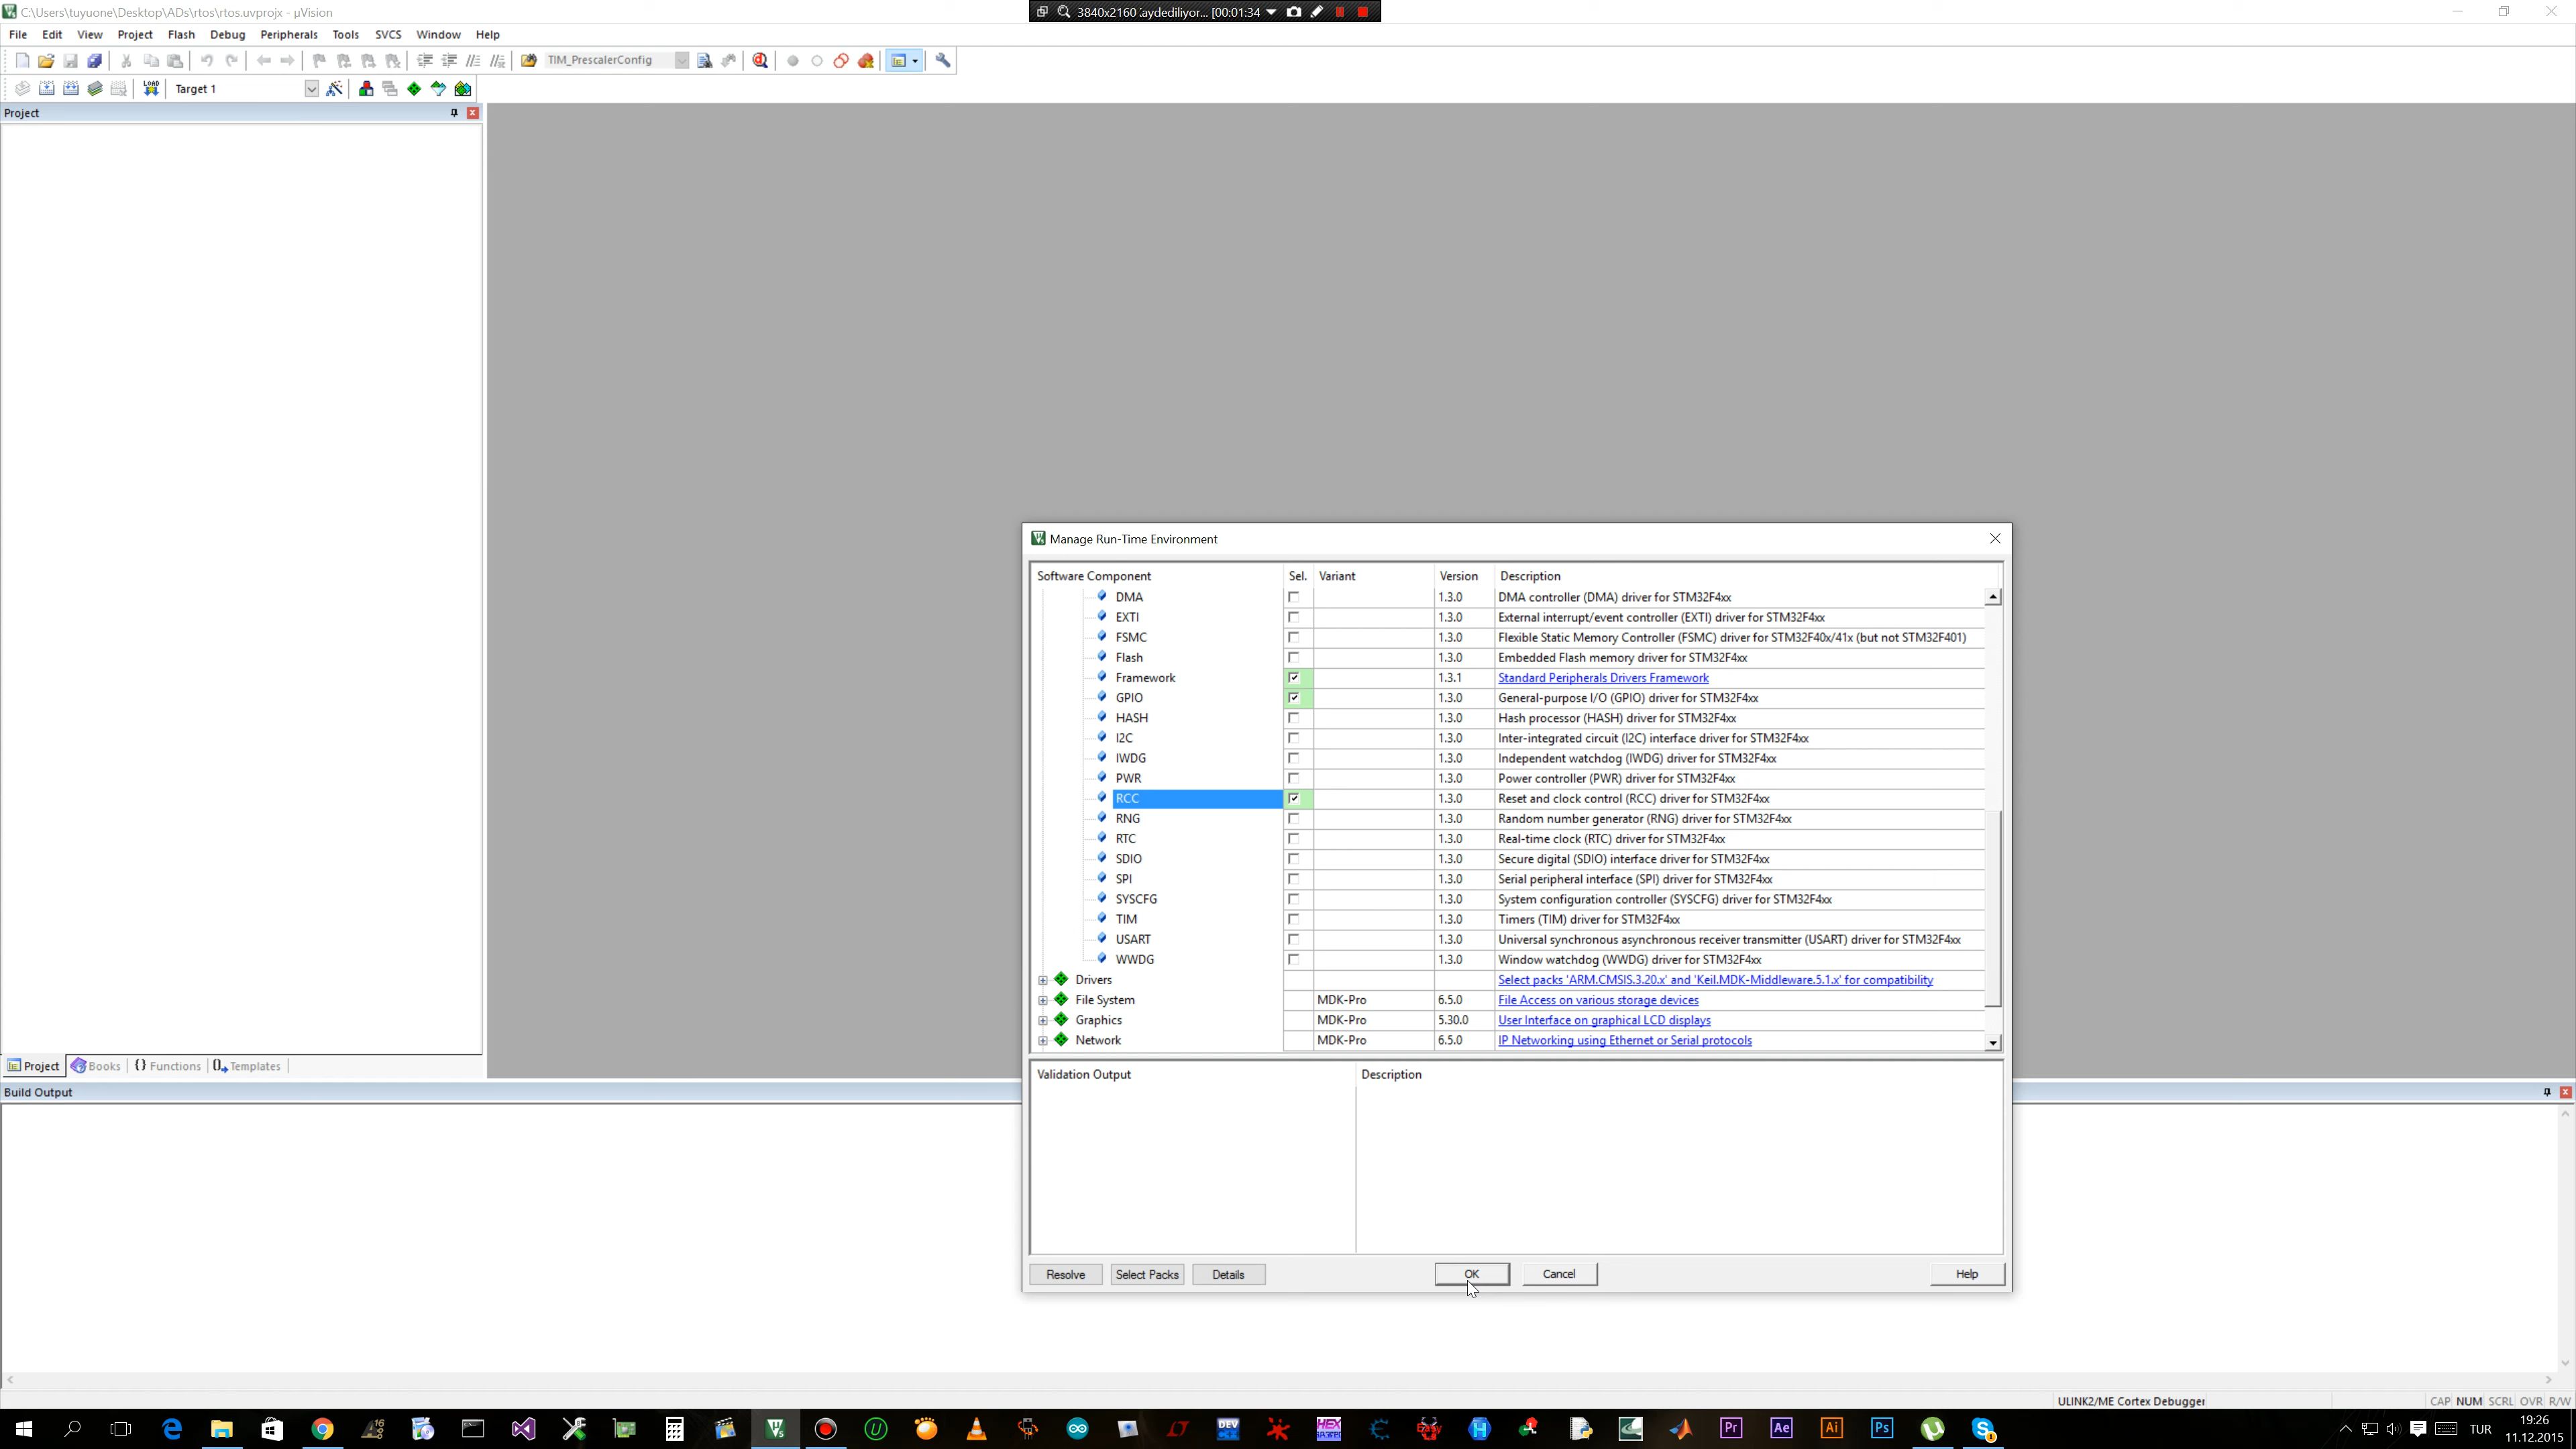 C:\Users\tuyuone\Desktop\ADs\rtos\rtos.uvprojx - µVision
3840x2160 aydediliyor... [00:01:34
File Edit View Project Flash Debug Peripherals Tools SVCS Window Help
TIM_PrescalerConfig
LOAD Target 1
Project
Manage Run-Time Environment
Software Component Sel. Variant Version Description
DMA 1.3.0 DMA controller (DMA) driver for STM32F4xx
EXTI 1.3.0 External interrupt/event controller (EXTI) driver for STM32F4xx
FSMC 1.3.0 Flexible Static Memory Controller (FSMC) driver for STM32F40x/41x (but not STM32F401)
Flash 1.3.0 Embedded Flash memory driver for STM32F4xx
Framework 1.3.1 Standard Peripherals Drivers Framework
GPIO 1.3.0 General-purpose I/O (GPIO) driver for STM32F4xx
HASH 1.3.0 Hash processor (HASH) driver for STM32F4xx
I2C 1.3.0 Inter-integrated circuit (I2C) interface driver for STM32F4xx
IWDG 1.3.0 Independent watchdog (IWDG) driver for STM32F4xx
PWR 1.3.0 Power controller (PWR) driver for STM32F4xx
RCC 1.3.0 Reset and clock control (RCC) driver for STM32F4xx
RNG 1.3.0 Random number generator (RNG) driver for STM32F4xx
RTC 1.3.0 Real-time clock (RTC) driver for STM32F4xx
SDIO 1.3.0 Secure digital (SDIO) interface driver for STM32F4xx
SPI 1.3.0 Serial peripheral interface (SPI) driver for STM32F4xx
SYSCFG 1.3.0 System configuration controller (SYSCFG) driver for STM32F4xx
TIM 1.3.0 Timers (TIM) driver for STM32F4xx
USART 1.3.0 Universal synchronous asynchronous receiver transmitter (USART) driver for STM32F4xx
WWDG 1.3.0 Window watchdog (WWDG) driver for STM32F4xx
Drivers Select packs 'ARM.CMSIS.3.20.x' and 'Keil.MDK-Middleware.5.1.x' for compatibility
File System MDK-Pro 6.5.0 File Access on various storage devices
Graphics MDK-Pro 5.30.0 User Interface on graphical LCD displays
Network MDK-Pro 6.5.0 IP Networking using Ethernet or Serial protocols
Project Books {} Functions Templates
Validation Output Description
Build Output
Resolve Select Packs Details OK Cancel Help
ULINK2/ME Cortex Debugger CAP NUM SCRL OVR R/W
16 DEV HEX Easy H Pr Ae Ai Ps TUR 19:26
11.12.2015